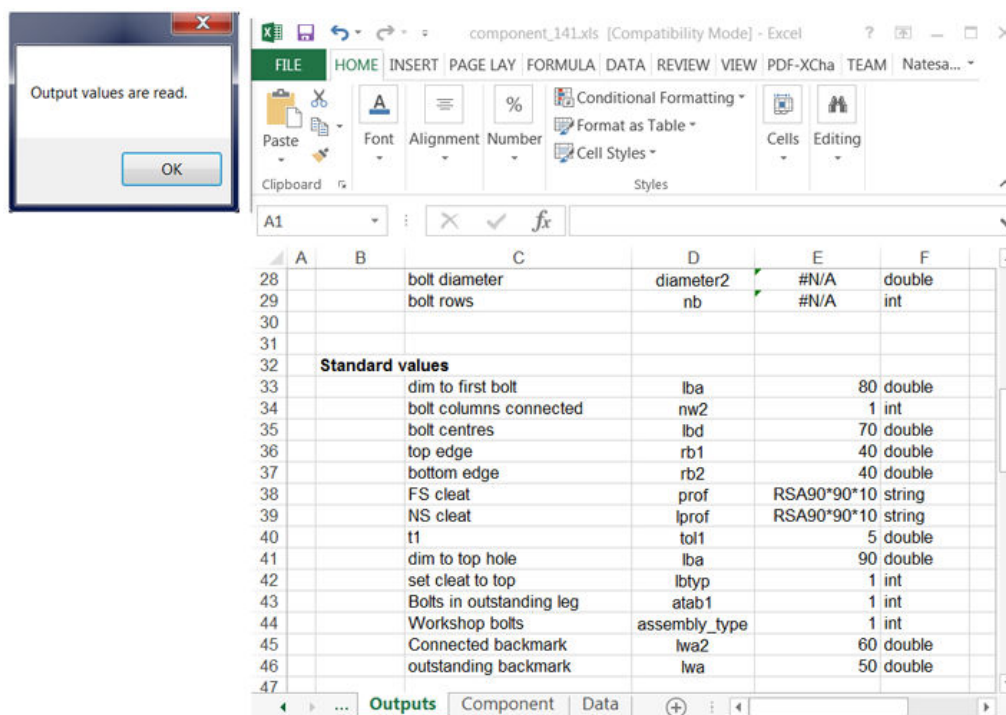 Output values are read.
OK
component_141.xls [Compatibility Mode] - Excel
FILE HOME INSERT PAGE LAY FORMULA DATA REVIEW VIEW PDF-XCha TEAM Natesa...
Paste
Font
Alignment
Number
Conditional Formatting
Format as Table
Cell Styles
Cells
Editing
Clipboard
Styles
A1
fx
A B C D E F
28 bolt diameter diameter2 #N/A double
29 bolt rows nb #N/A int
30
31
32 Standard values
33 dim to first bolt lba 80 double
34 bolt columns connected nw2 1 int
35 bolt centres lbd 70 double
36 top edge rb1 40 double
37 bottom edge rb2 40 double
38 FS cleat prof RSA90*90*10 string
39 NS cleat lprof RSA90*90*10 string
40 t1 tol1 5 double
41 dim to top hole lba 90 double
42 set cleat to top lbtyp 1 int
43 Bolts in outstanding leg atab1 1 int
44 Workshop bolts assembly_type 1 int
45 Connected backmark lwa2 60 double
46 outstanding backmark lwa 50 double
47
... Outputs Component Data